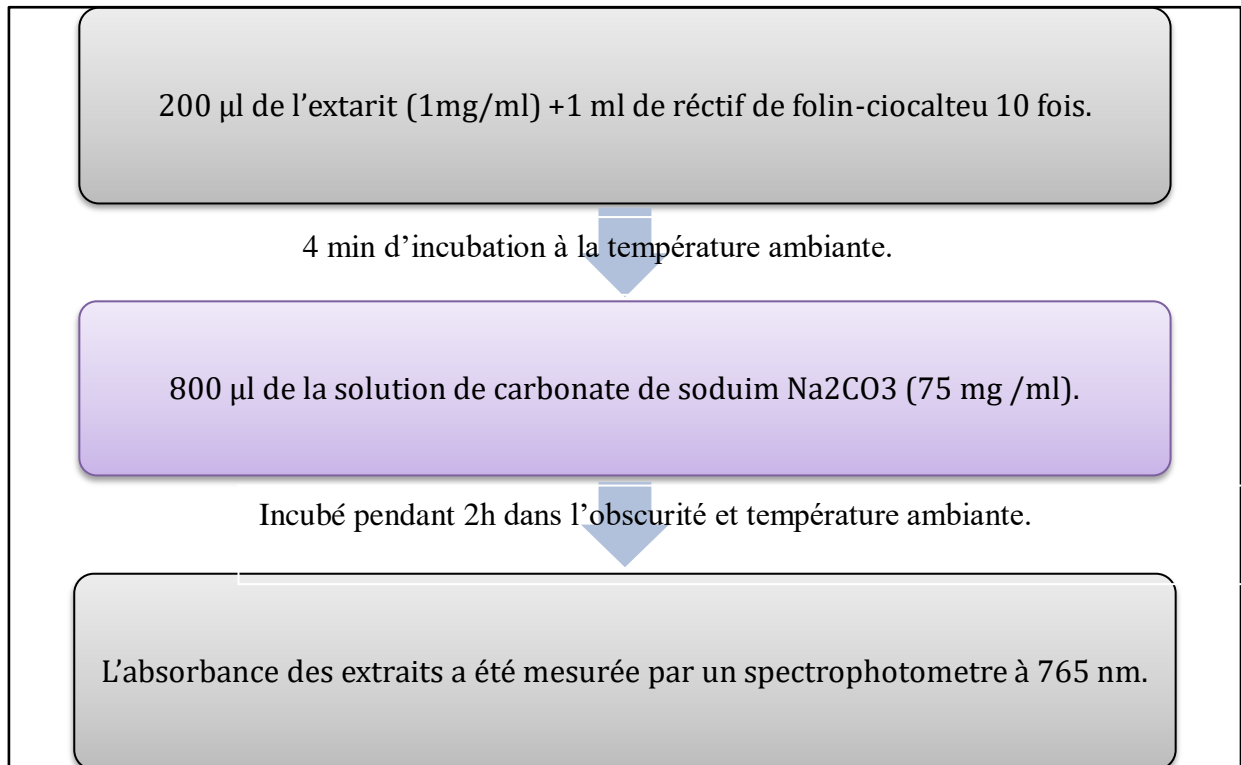 200 µl de l’extarit (1mg/ml) +1 ml de réctif de folin-ciocalteu 10 fois.
4 min d’incubation à la température ambiante.
800 µl de la solution de carbonate de soduim Na2CO3 (75 mg /ml).
Incubé pendant 2h dans l’obscurité et température ambiante.
L’absorbance des extraits a été mesurée par un spectrophotometre à 765 nm.